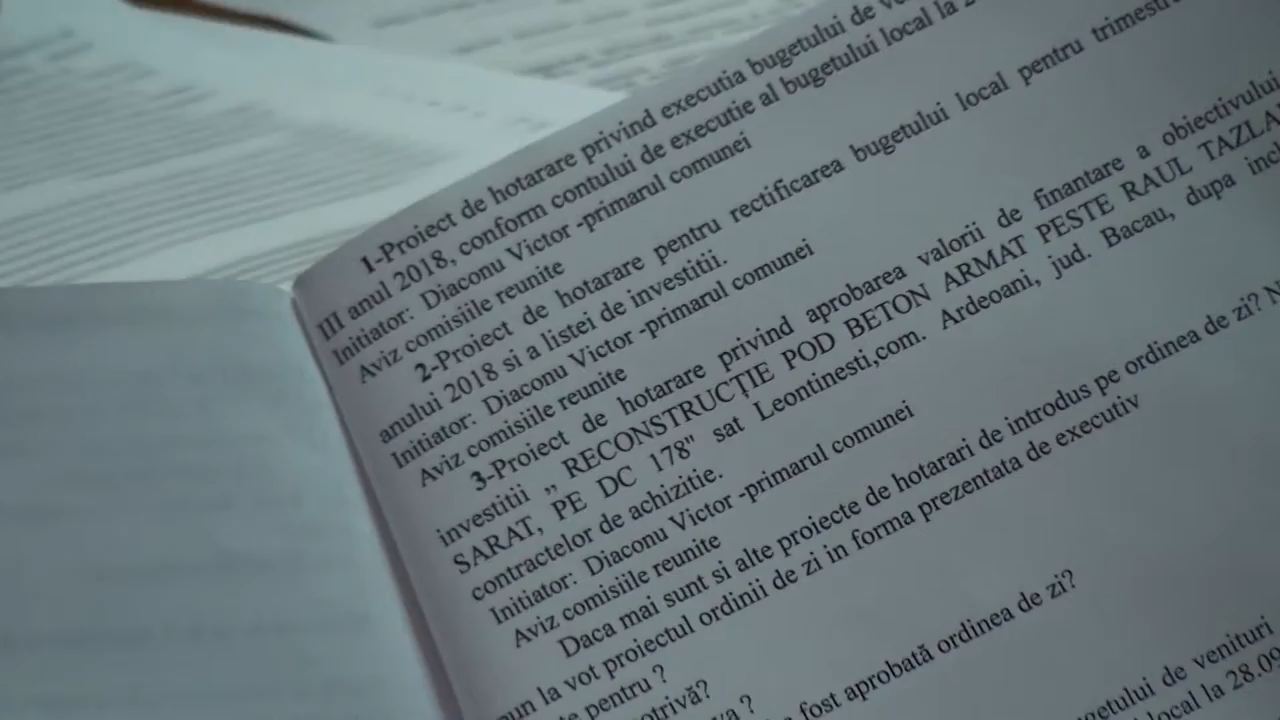 1-Proiect de hotarare privind executia bugetului de
III anul 2018, conform contului de executie al bugetului local la
Initiator: Diaconu Victor -primarul comunei
Aviz comisiile reunite
2-Proiect de hotarare pentru rectificarea bugetului local pentru
anului 2018 si a listei de investitii.
Initiator: Diaconu Victor -primarul comunei
Aviz comisiile reunite
3-Proiect de hotarare privind aprobarea valorii de finantare a obiectivului
investitii „ RECONSTRUCȚIE POD BETON ARMAT PESTE RAUL
SARAT, PE DC 178" sat Leontinesti,com. Ardeoani, jud. Bacau, dupa
contractelor de achizitie.
Initiator: Diaconu Victor -primarul comunei
Aviz comisiile reunite
Daca mai sunt si alte proiecte de hotarari de introdus pe ordinea de zi?
la vot proiectul ordinii de zi in forma prezentata de executiv
pentru ?
fost aprobată ordinea de zi?
de venituri
local la 28.09